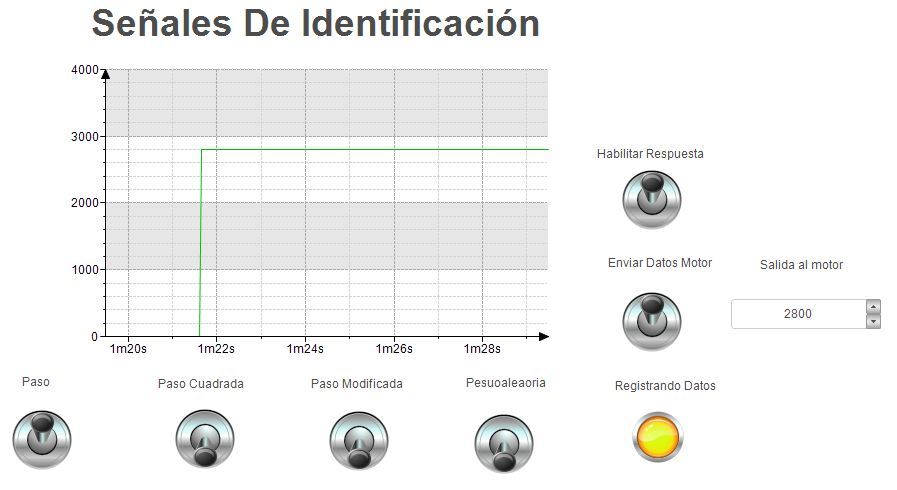 Señales De Identificación
4000
3000
2000
1000
0
1m20s 1m22s 1m24s 1m26s 1m28s
Habilitar Respuesta
Enviar Datos Motor
Salida al motor
2800
Paso
Paso Cuadrada
Paso Modificada
Pesuoaleaoria
Registrando Datos